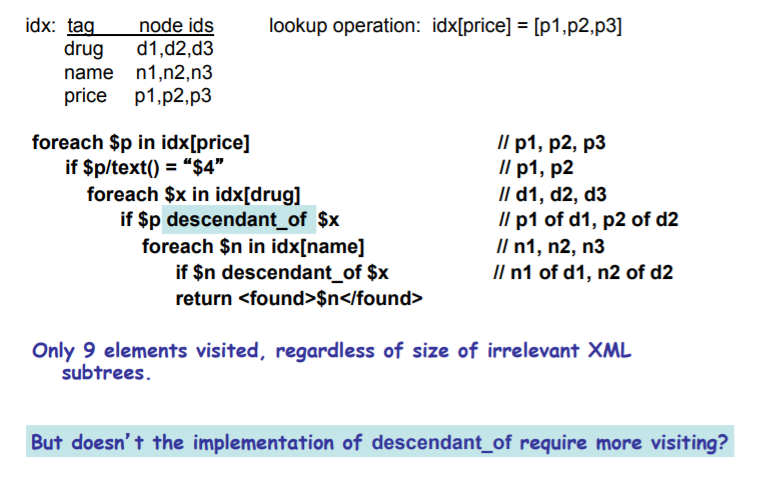 idx: tag node ids lookup operation: idx[price] = [p1,p2,p3]
drug d1,d2,d3
name n1,n2,n3
price p1,p2,p3
foreach $p in idx[price] // p1, p2, p3
if $p/text() = “$4” // p1, p2
foreach $x in idx[drug] // d1, d2, d3
if $p descendant_of $x // p1 of d1, p2 of d2
foreach $n in idx[name] // n1, n2, n3
if $n descendant_of $x // n1 of d1, n2 of d2
return <found>$n</found>
Only 9 elements visited, regardless of size of irrelevant XML
subtrees.
But doesn’t the implementation of descendant_of require more visiting?